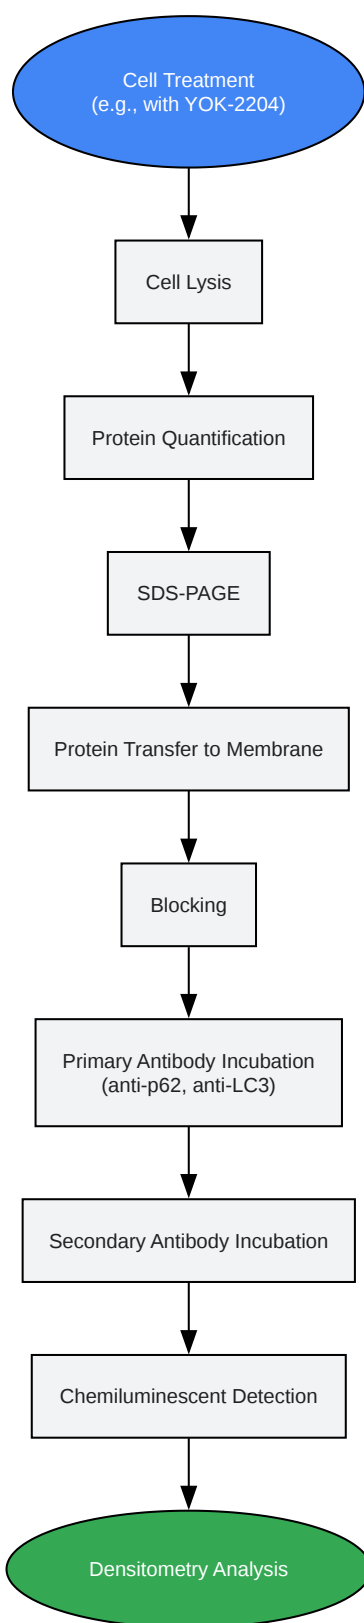 Cell Treatment
(e.g., with YOK-2204)
Cell Lysis
Protein Quantification
SDS-PAGE
Protein Transfer to Membrane
Blocking
Primary Antibody Incubation
(anti-p62, anti-LC3)
Secondary Antibody Incubation
Chemiluminescent Detection
Densitometry Analysis